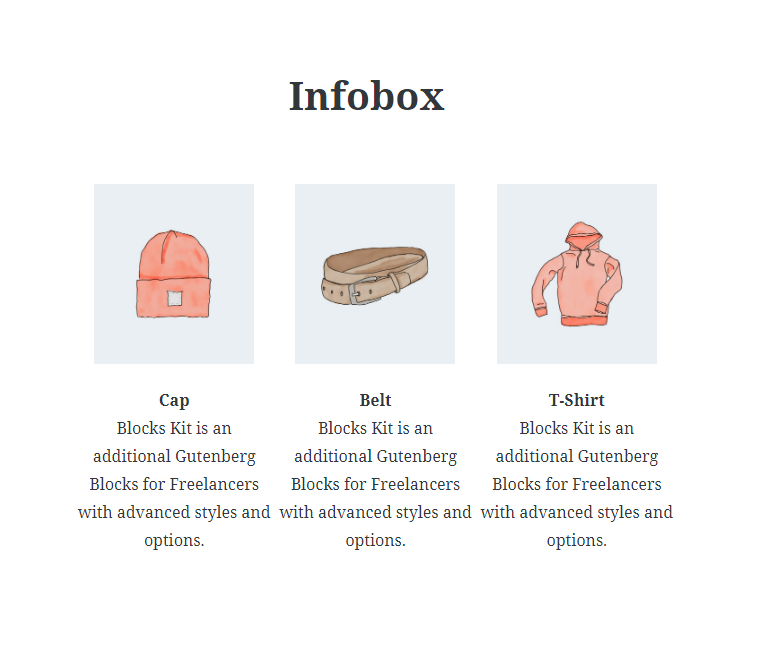 Infobox
Cap
Blocks Kit is an
additional Gutenberg
Blocks for Freelancers
with advanced styles and
options.
Belt
Blocks Kit is an
additional Gutenberg
Blocks for Freelancers
with advanced styles and
options.
T-Shirt
Blocks Kit is an
additional Gutenberg
Blocks for Freelancers
with advanced styles and
options.